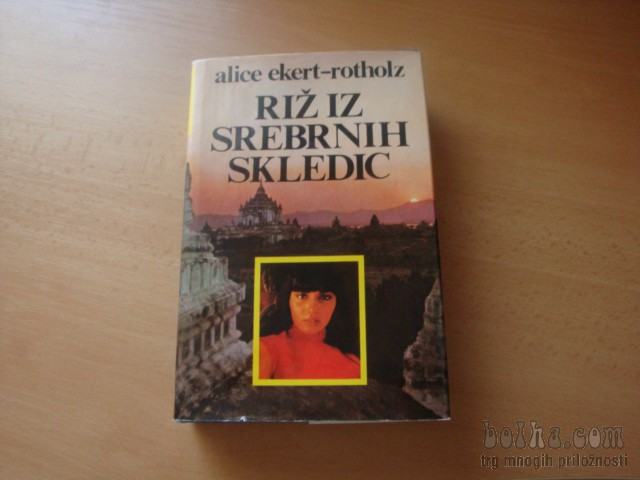 alice ekert-rotholz
RIŽ IZ
SREBRNIH
SKLEDIC
bolha.com
trg mnogih priložnosti